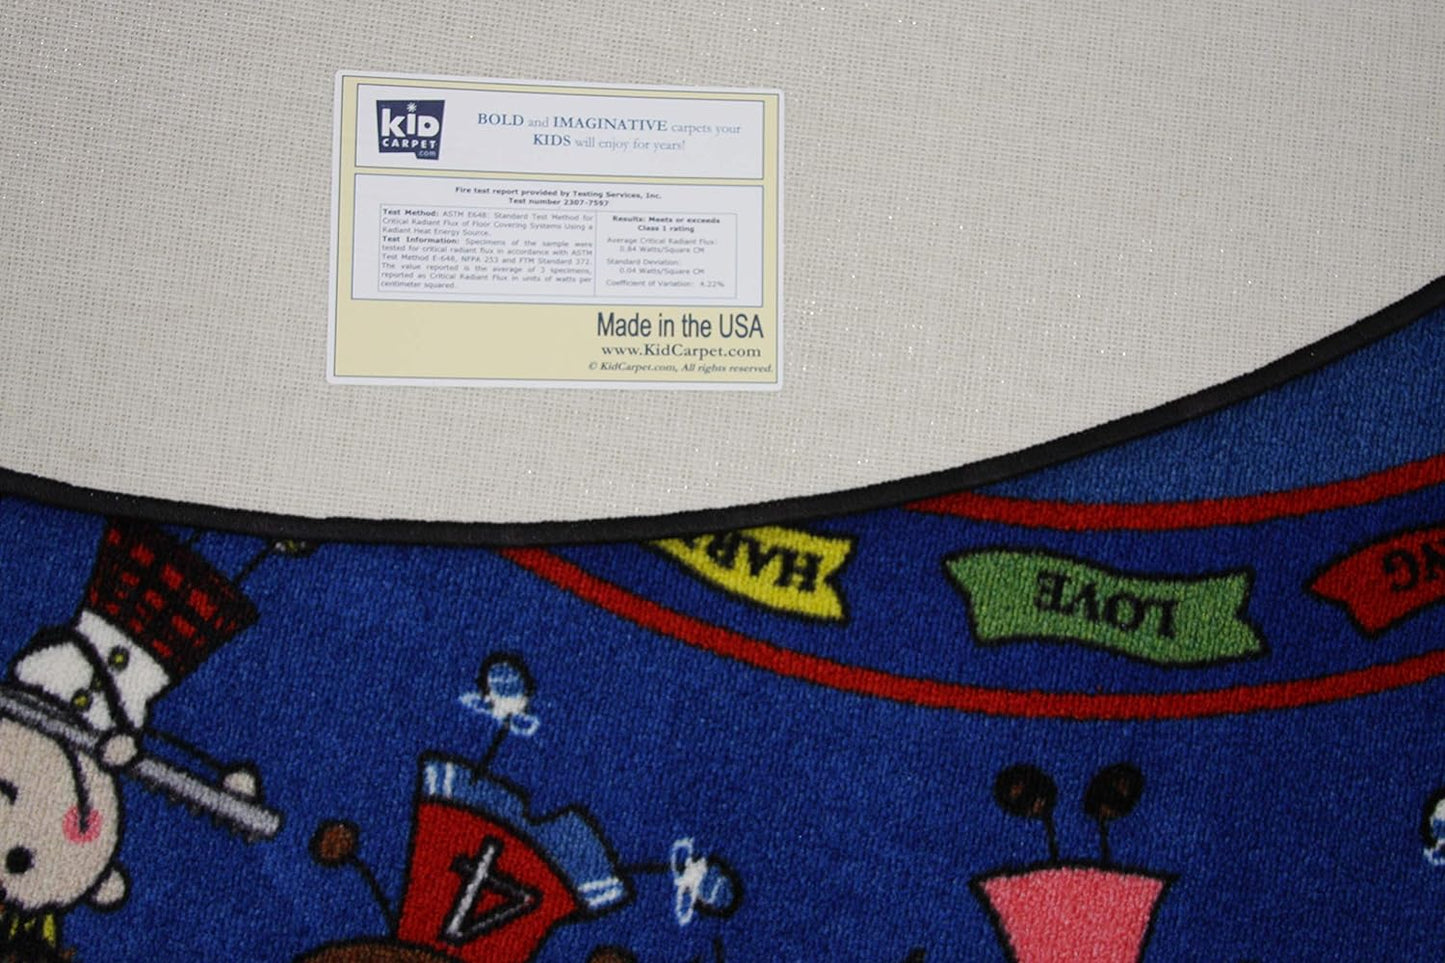 kid
CARPET
.com
BOLD and IMAGINATIVE carpets your
KIDS will enjoy for years!
Fire test report provided by Testing Services, Inc.
Test number 2307-7597
Test Method: ASTM E648: Standard Test Method for
Critical Radiant Flux of Floor Covering Systems Using a
Radiant Heat Energy Source.
Test Information: Specimens of the sample were
tested for critical radiant flux in accordance with ASTM
Test Method E-648, NFPA 253 and FTM Standard 372.
The value reported is the average of 3 specimens,
reported as Critical Radiant Flux in units of watts per
centimeter squared.
Results: Meets or exceeds
Class 1 rating
Average Critical Radiant Flux:
0.84 Watts/Square CM
Standard Deviation:
0.04 Watts/Square CM
Coefficient of Variation: 4.22%
Made in the USA
www.KidCarpet.com
© KidCarpet.com, All rights reserved.
LOVE
4